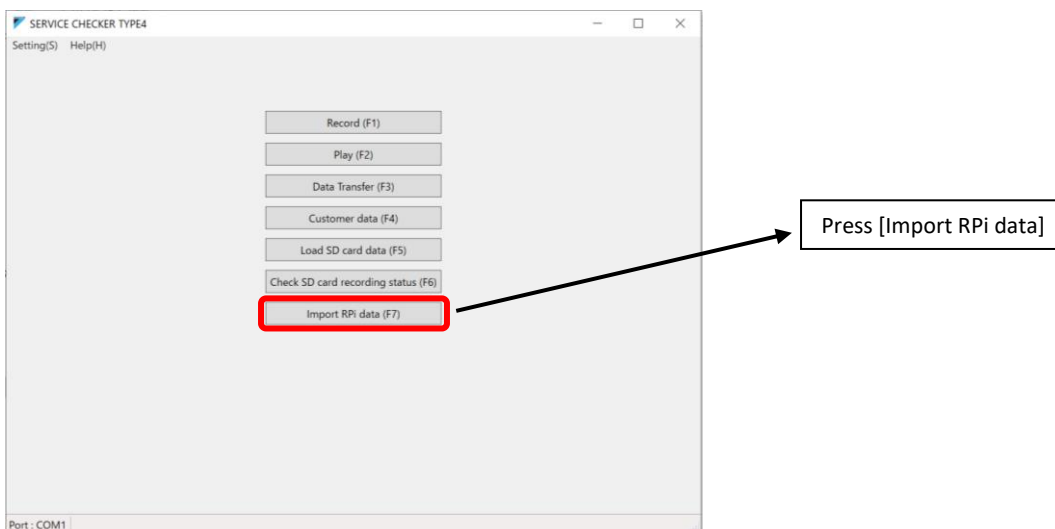 SERVICE CHECKER TYPE4
Setting(S) Help(H)
Record (F1)
Play (F2)
Data Transfer (F3)
Customer data (F4)
Load SD card data (F5)
Check SD card recording status (F6)
Import RPi data (F7)
Press [Import RPi data]
Port : COM1